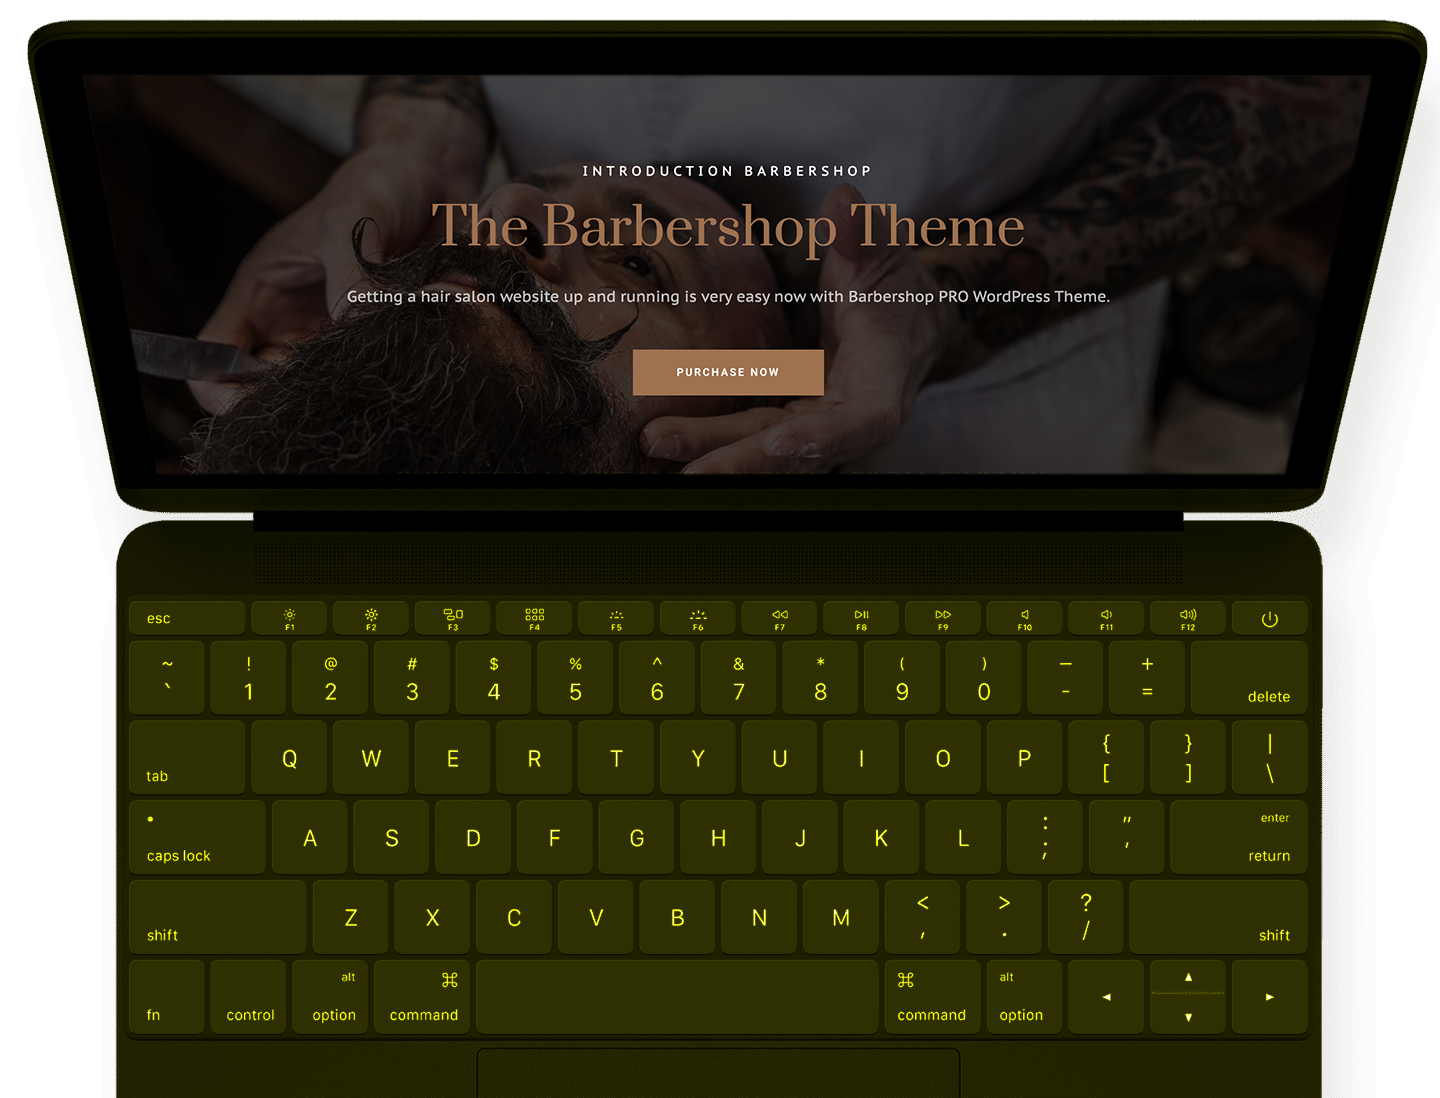 INTRODUCTION BARBERSHOP
The Barbershop Theme
Getting a hair salon website up and running is very easy now with Barbershop PRO WordPress Theme.
PURCHASE NOW
esc F1 F2 F3 F4 F5 F6 F7 F8 F9 F10 F11 F12
~ ! @ # $ % ^ & * ( ) — +
` 1 2 3 4 5 6 7 8 9 0 - = delete
tab Q W E R T Y U I O P { [ } ] | \
caps lock A S D F G H J K L : ; " ' enter return
shift Z X C V B N M < , > . ? / shift
fn control alt option ⌘ command ⌘ command alt option ◄ ▲ ▼ ►